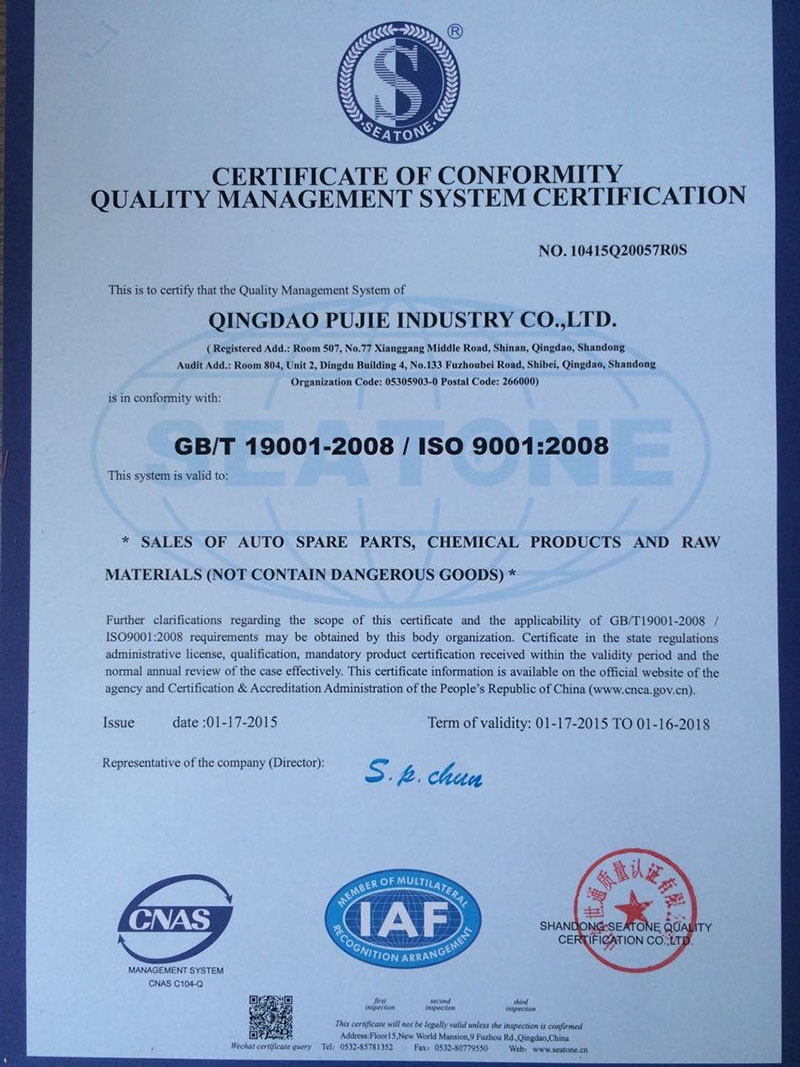 ®
S
SEATONE
CERTIFICATE OF CONFORMITY
QUALITY MANAGEMENT SYSTEM CERTIFICATION
NO. 10415Q20057R0S
This is to certify that the Quality Management System of
QINGDAO PUJIE INDUSTRY CO.,LTD.
( Registered Add.: Room 507, No.77 Xianggang Middle Road, Shinan, Qingdao, Shandong
Audit Add.: Room 804, Unit 2, Dingdu Building 4, No.133 Fuzhoubei Road, Shibei, Qingdao, Shandong
Organization Code: 05305903-0 Postal Code: 266000)
is in conformity with:
SEATONE
GB/T 19001-2008 / ISO 9001:2008
This system is valid to:
* SALES OF AUTO SPARE PARTS, CHEMICAL PRODUCTS AND RAW
MATERIALS (NOT CONTAIN DANGEROUS GOODS) *
Further clarifications regarding the scope of this certificate and the applicability of GB/T19001-2008 /
ISO9001:2008 requirements may be obtained by this body organization. Certificate in the state regulations
administrative license, qualification, mandatory product certification received within the validity period and the
normal annual review of the case effectively. This certificate information is available on the official website of the
agency and Certification & Accreditation Administration of the People's Republic of China (www.cnca.gov.cn).
Issue date :01-17-2015
Term of validity: 01-17-2015 TO 01-16-2018
Representative of the company (Director):
S.p.chun
CNAS
MANAGEMENT SYSTEM
CNAS C104-Q
MEMBER OF MULTILATERAL
IAF
RECOGNITION ARRANGEMENT
世通质量认证有限
SHANDONG SEATONE QUALITY
CERTIFICATION CO.,LTD.
first inspection
second inspection
third inspection
This certificate will not be legally valid unless the inspection is confirmed
Address:Floor15,New World Mansion,9 Fuzhou Rd.,Qingdao,China
Wechat certificate query Tel: 0532-85781352 Fax: 0532-80779550 Web: www.seatone.cn